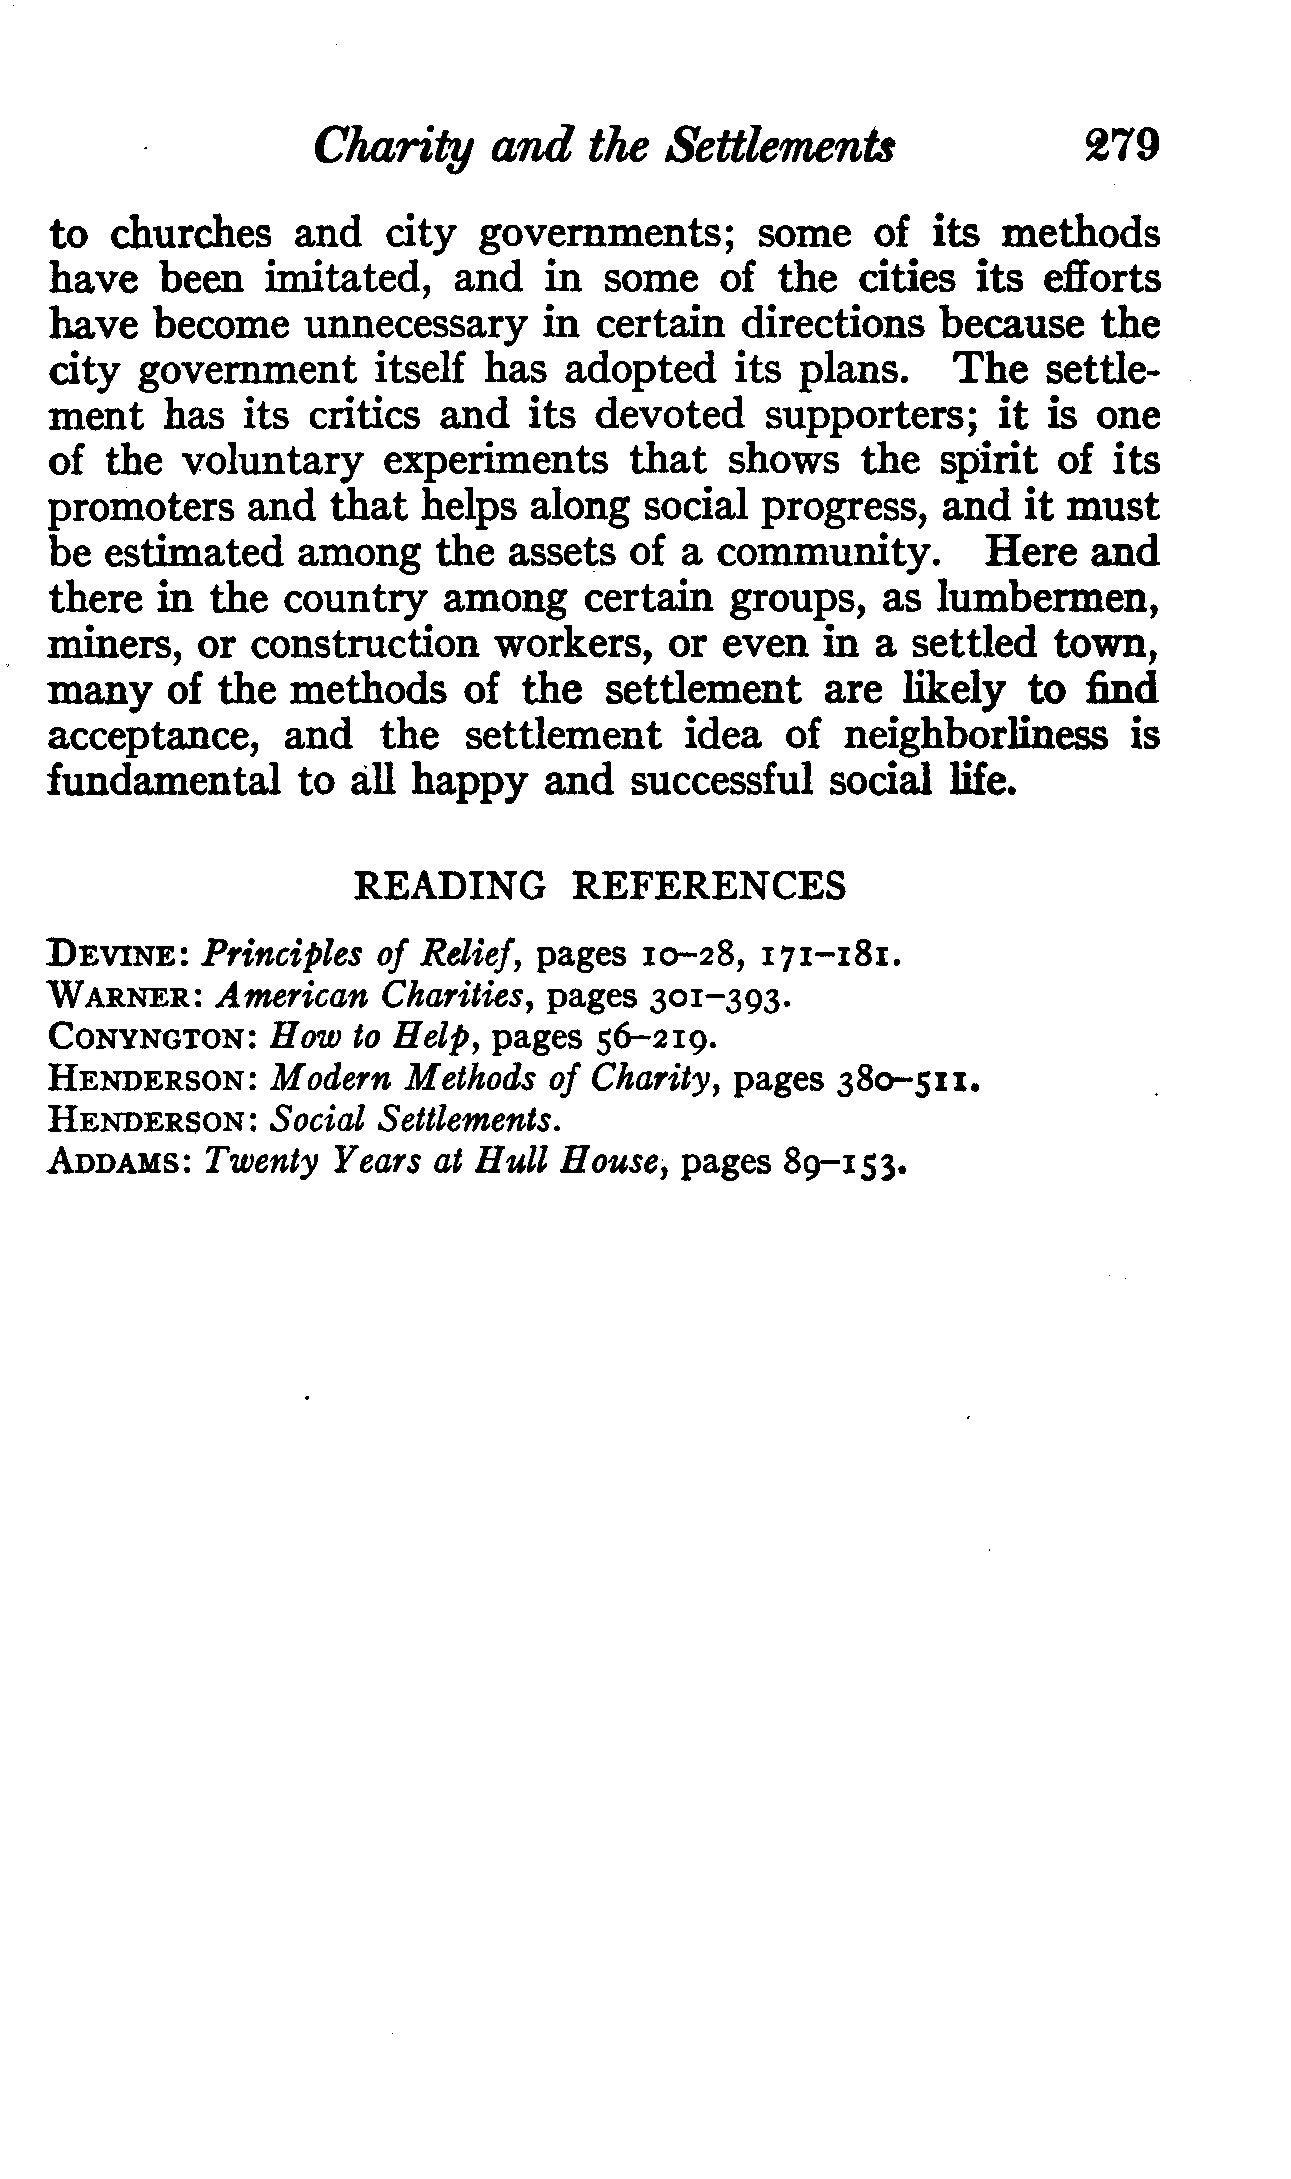 Charity and the Settlements 279
to churches and city governments; some of its methods
have been imitated, and in some of the cities its efforts
have become unnecessary in certain directions because the
city government itself has adopted its plans. The settle-
ment has its critics and its devoted supporters; it is one
of the voluntary experiments that shows the spirit of its
promoters and that helps along social progress, and it must
be estimated among the assets of a community. Here and
there in the country among certain groups, as lumbermen,
miners, or construction workers, or even in a settled town,
many of the methods of the settlement are likely to find
acceptance, and the settlement idea of neighborliness is
fundamental to all happy and successful social life.
READING REFERENCES
DEVINE: Principles of Relief, pages 10–28, 171–181.
WARNER: American Charities, pages 301–393.
CONYNGTON: How to Help, pages 56–219.
HENDERSON: Modern Methods of Charity, pages 380–511.
HENDERSON: Social Settlements.
ADDAMS: Twenty Years at Hull House, pages 89–153.